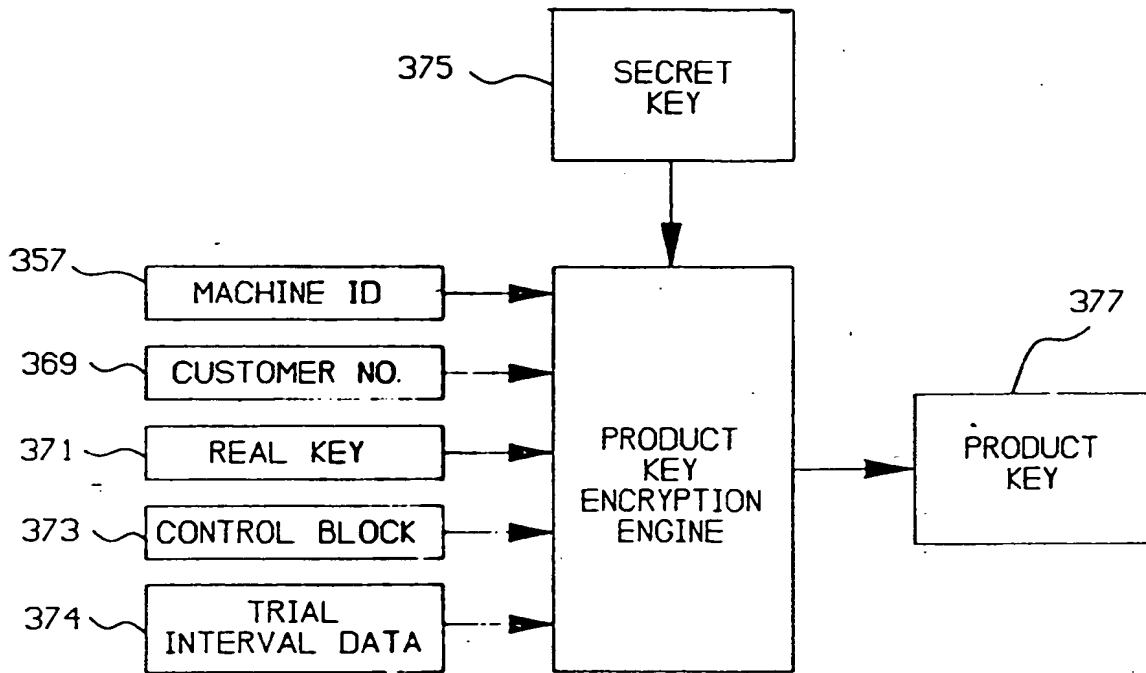 375
SECRET
KEY
357
MACHINE ID
369
CUSTOMER NO.
371
REAL KEY
373
CONTROL BLOCK
374
TRIAL
INTERVAL DATA
PRODUCT
KEY
ENCRYPTION
ENGINE
377
PRODUCT
KEY